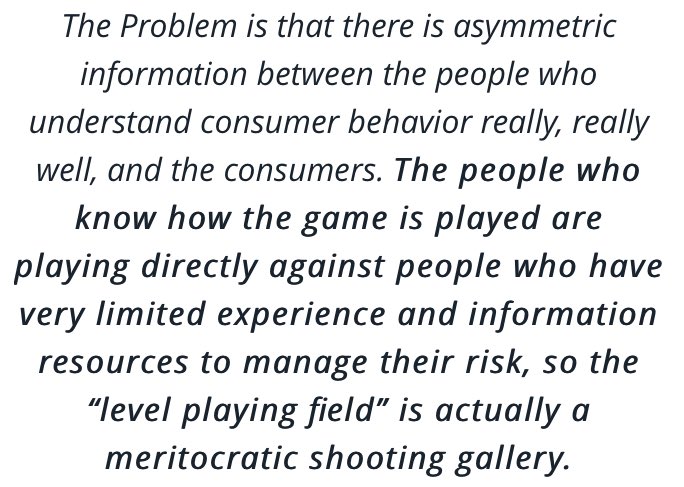 The Problem is that there is asymmetric
information between the people who
understand consumer behavior really, really
well, and the consumers. The people who
know how the game is played are
playing directly against people who have
very limited experience and information
resources to manage their risk, so the
“level playing field” is actually a
meritocratic shooting gallery.